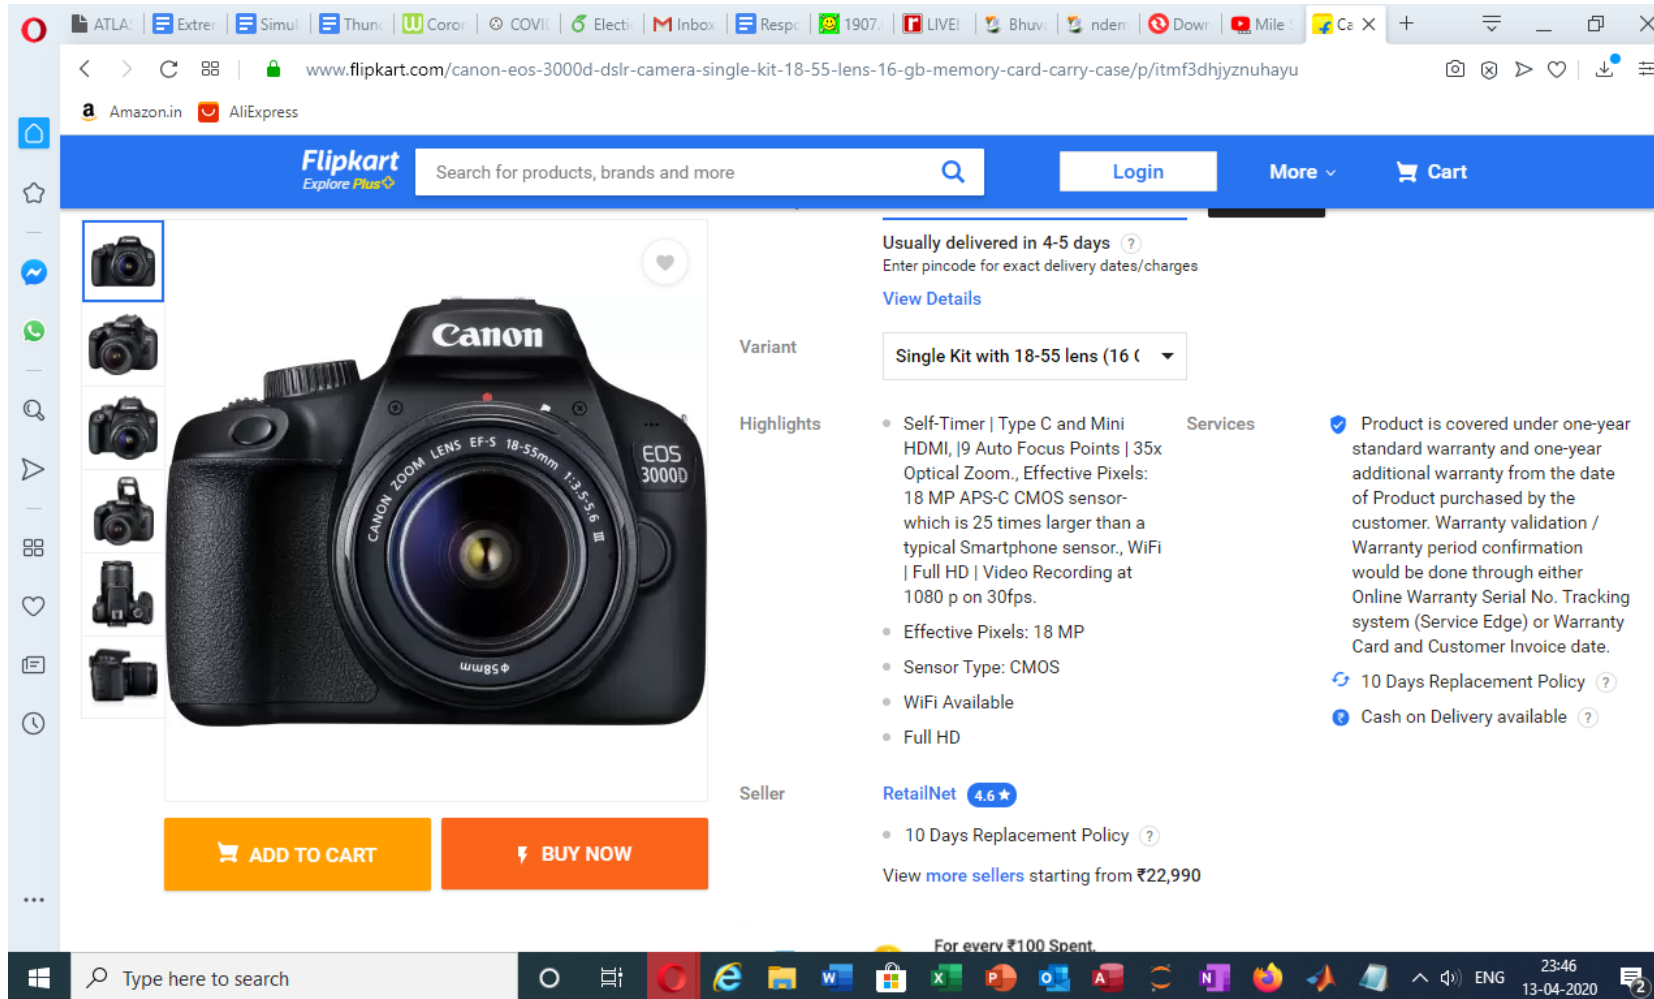 ATLA
Extrer
Simul
Thund
Coror
COVII
Electi
Inbox
Respo
1907.
LIVE!
Bhuva
ndem
Down
Mile S
Ca
www.flipkart.com/canon-eos-3000d-dslr-camera-single-kit-18-55-lens-16-gb-memory-card-carry-case/p/itmf3dhjyznuhayu
Amazon.in
AliExpress
Flipkart
Explore Plus
Search for products, brands and more
Login
More
Cart
Usually delivered in 4-5 days ?
Enter pincode for exact delivery dates/charges
View Details
Variant
Single Kit with 18-55 lens (16 (
Highlights
Self-Timer | Type C and Mini
HDMI, |9 Auto Focus Points | 35x
Optical Zoom., Effective Pixels:
18 MP APS-C CMOS sensor-
which is 25 times larger than a
typical Smartphone sensor., WiFi
| Full HD | Video Recording at
1080 p on 30fps.
Effective Pixels: 18 MP
Sensor Type: CMOS
WiFi Available
Full HD
Services
Product is covered under one-year
standard warranty and one-year
additional warranty from the date
of Product purchased by the
customer. Warranty validation /
Warranty period confirmation
would be done through either
Online Warranty Serial No. Tracking
system (Service Edge) or Warranty
Card and Customer Invoice date.
10 Days Replacement Policy ?
Cash on Delivery available ?
Canon
EOS
3000D
CANON ZOOM LENS EF-S 18-55mm 1:3.5-5.6 III
φ58mm
Seller
RetailNet 4.6★
10 Days Replacement Policy ?
View more sellers starting from ₹22,990
ADD TO CART
BUY NOW
For every ₹100 Spent,
Type here to search
ENG
23:46
13-04-2020
2